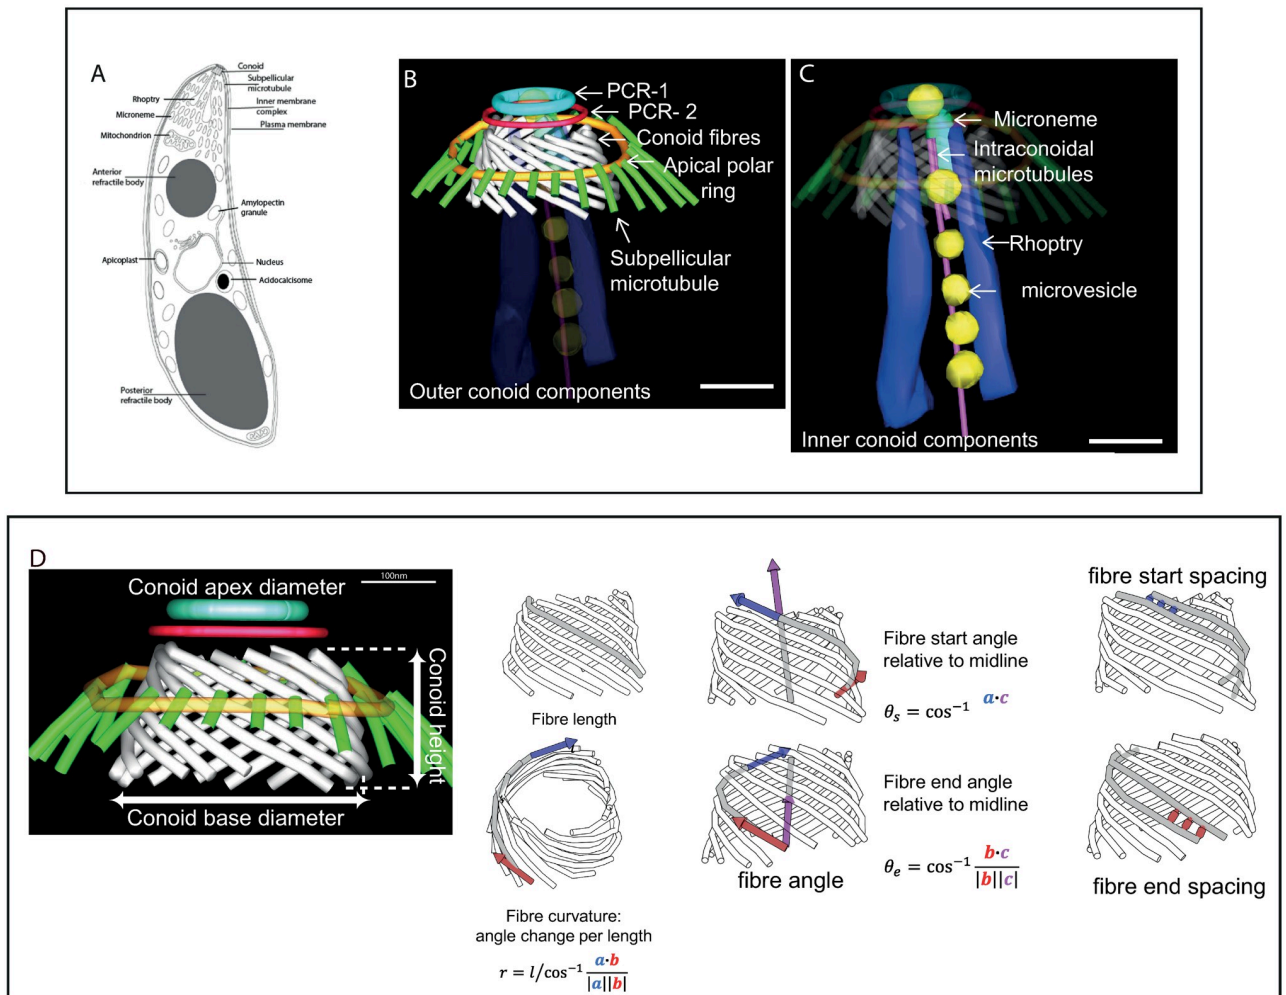 A
Conoid
Subpellicular
microtubule
Rhoptry
Inner membrane
complex
Microneme
Plasma membrane
Mitochondrion
Anterior
refractile body
Amylopectin
granule
Apicoplast
Nucleus
Acidocalcisome
Posterior
refractile body
B
PCR-1
PCR- 2
Conoid fibres
Apical polar
ring
Subpellicular
microtubule
Outer conoid components
C
Microneme
Intraconoidal
microtubules
Rhoptry
microvesicle
Inner conoid components
D
Conoid apex diameter
100nm
Conoid height
Conoid base diameter
Fibre length
Fibre curvature:
angle change per length
r = l/cos⁻¹ a·b / |a||b|
fibre angle
Fibre start angle
relative to midline
θₛ = cos⁻¹ a·c
Fibre end angle
relative to midline
θₑ = cos⁻¹ b·c / |b||c|
fibre start spacing
fibre end spacing